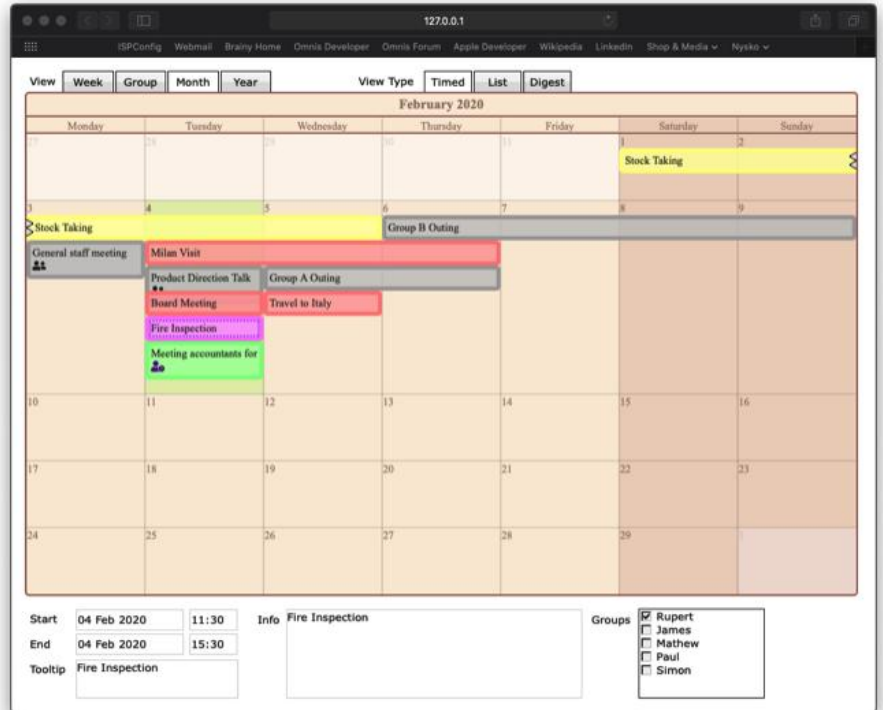 127.0.0.1
ISPConfig Webmail Brainy Home Omnis Developer Omnis Forum Apple Developer Wikipedia LinkedIn Shop & Media Nysko
View Week Group Month Year View Type Timed List Digest
February 2020
Monday Tuesday Wednesday Thursday Friday Saturday Sunday
27 28 29 30 31 1 2
Stock Taking
3 4 5 6 7 8 9
Stock Taking Group B Outing
General staff meeting Milan Visit
Product Direction Talk Group A Outing
Board Meeting Travel to Italy
Fire Inspection
Meeting accountants for
10 11 12 13 14 15 16
17 18 19 20 21 22 23
24 25 26 27 28 29
Start 04 Feb 2020 11:30 Info Fire Inspection Groups Rupert
James
End 04 Feb 2020 15:30 Mathew
Paul
Tooltip Fire Inspection Simon